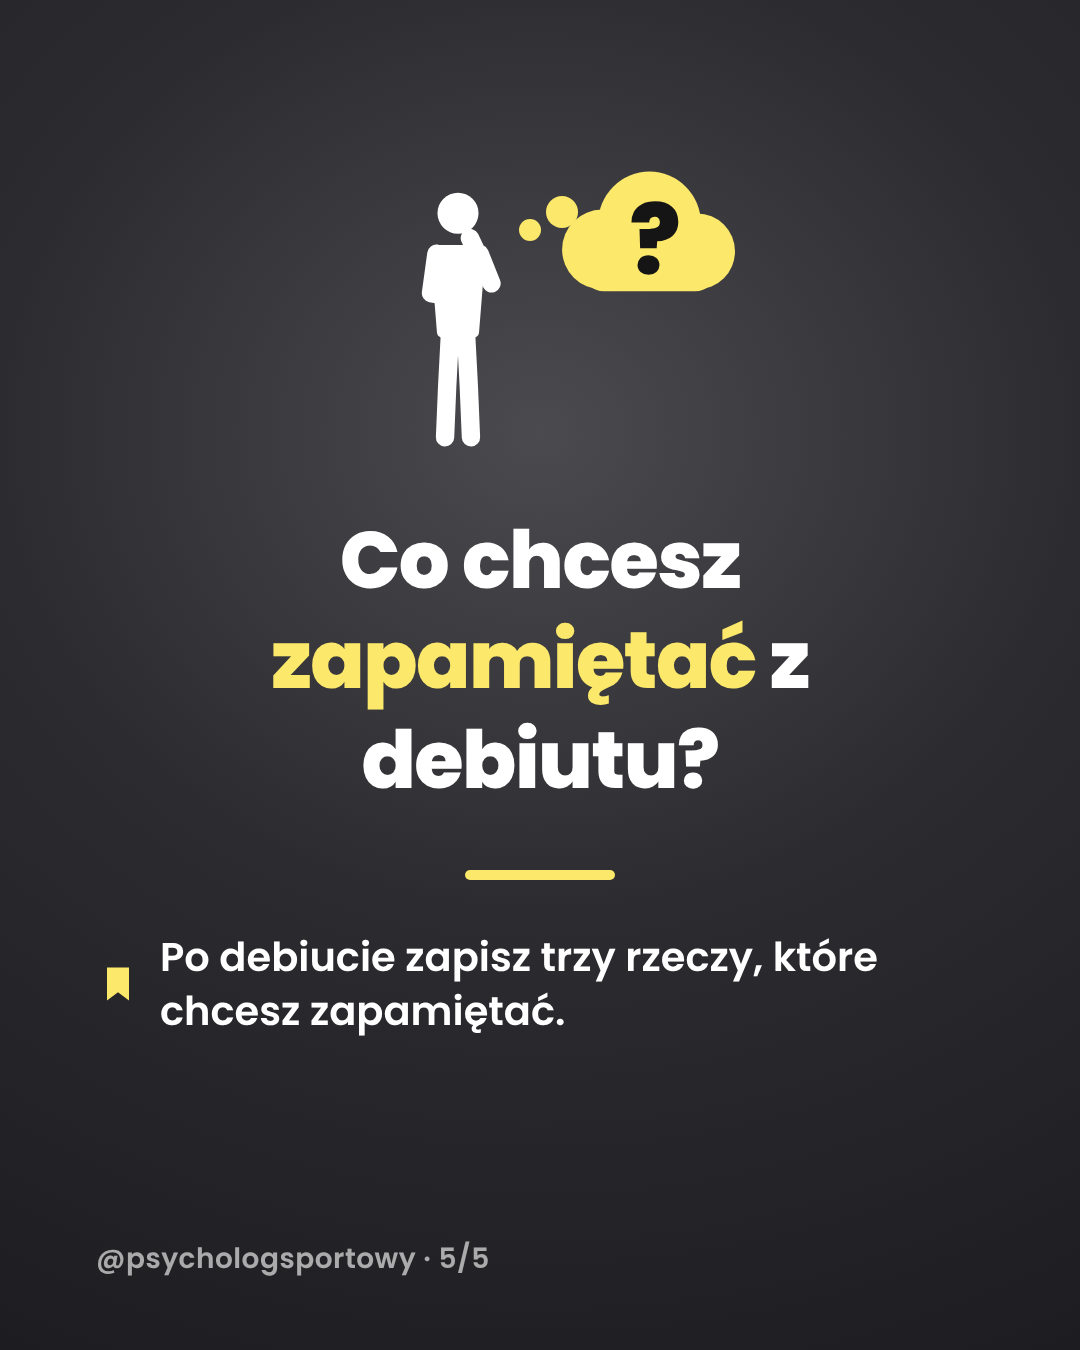 ?
Co chcesz
zapamiętać z
debiutu?
Po debiucie zapisz trzy rzeczy, które
chcesz zapamiętać.
@psychologsportowy · 5/5